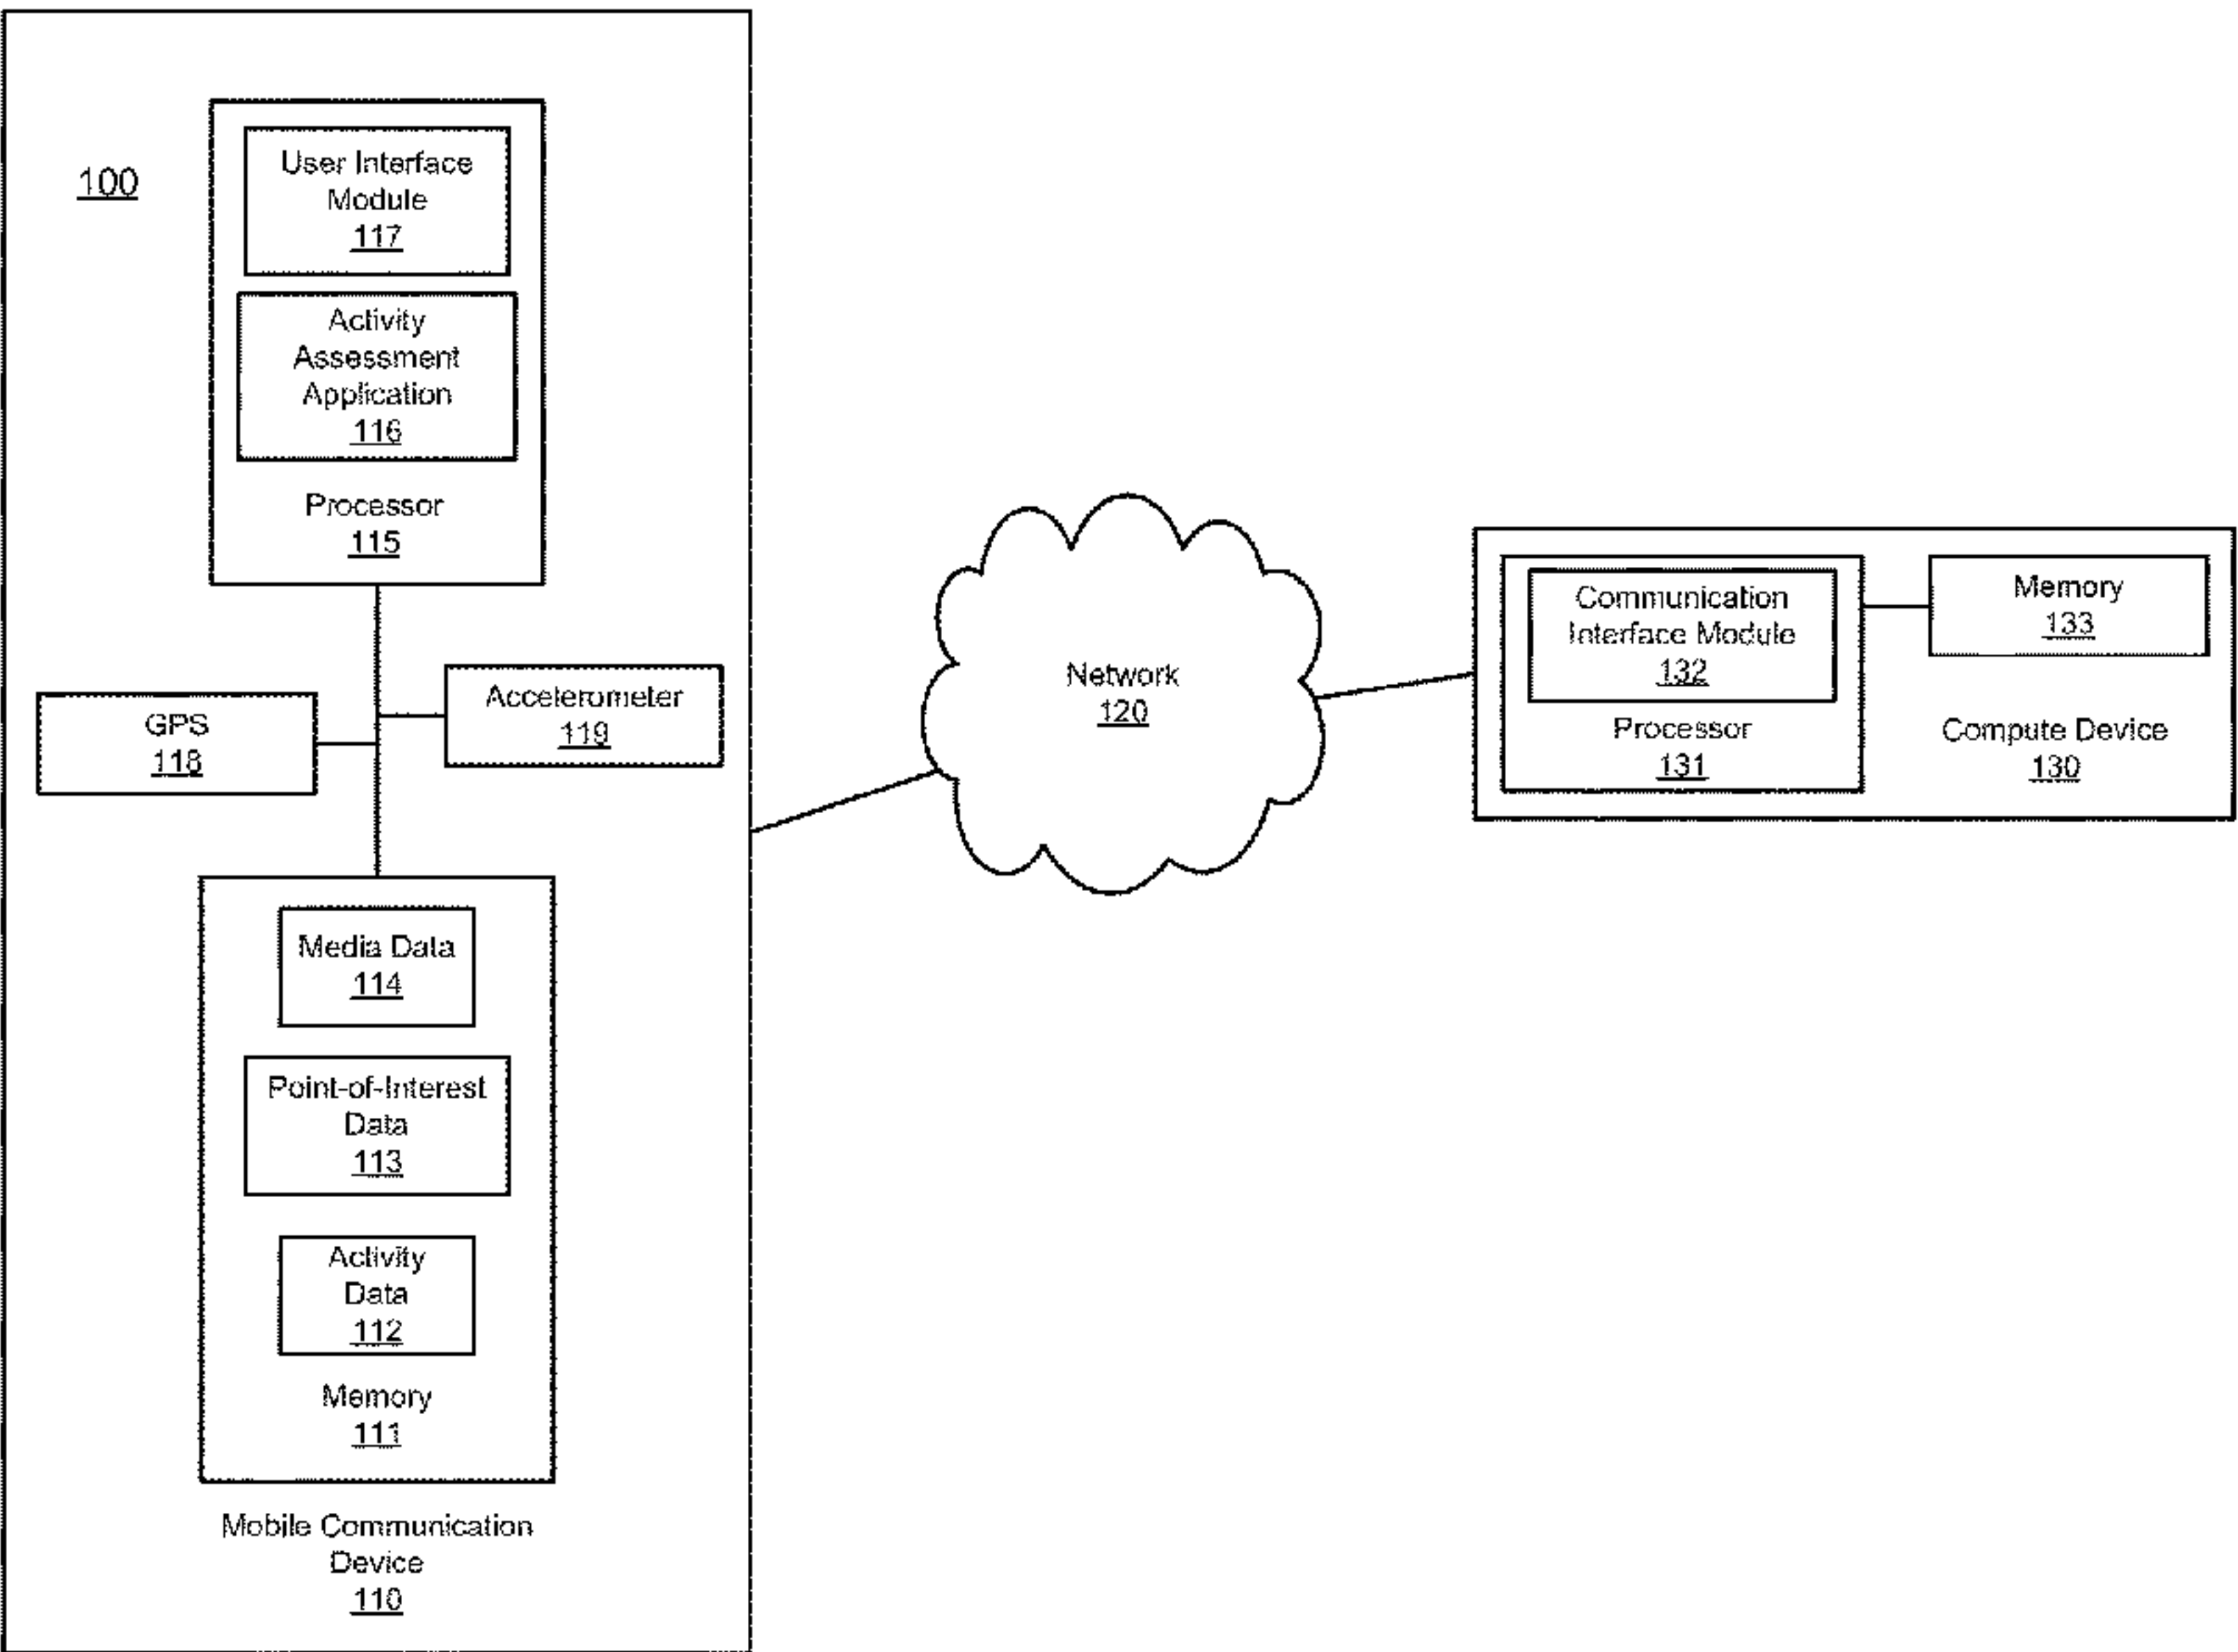 100
User Interface
Module
117
Activity
Assessment
Application
116
Processor
115
GPS
118
Accelerometer
119
Media Data
114
Point-of-Interest
Data
113
Activity
Data
112
Memory
111
Mobile Communication
Device
110
Network
120
Communication
Interface Module
132
Processor
131
Memory
133
Compute Device
130